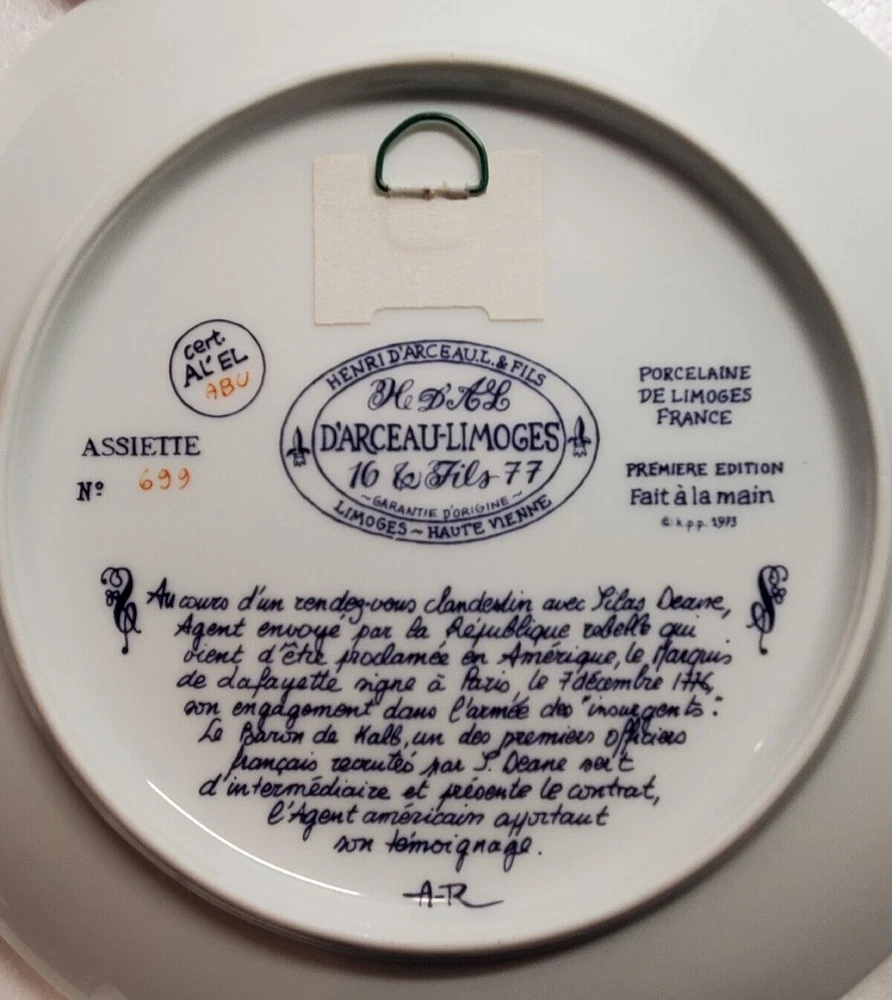 cert.
AL' EL
ABU
ASSIETTE
Nº 699
HENRI D'ARCEAU.L. & FILS
H. D'AL
D'ARCEAU-LIMOGES
16 & Fils 77
~ GARANTIE D'ORIGINE ~
LIMOGES ~ HAUTE VIENNE
PORCELAINE
DE LIMOGES
FRANCE
PREMIERE EDITION
Fait à la main
© k.p.p. 1973
Au cours d'un rendez-vous clandestin avec Silas Deane,
Agent envoyé par la République rebelle qui
vient d'être proclamée en Amérique, le Marquis
de Lafayette signe à Paris, le 7 décembre 1776,
son engagement dans l'armée des "insurgents".
Le Baron de Kalb, un des premiers officiers
français recrutés par S. Deane sert
d'intermédiaire et présente le contrat,
l'Agent américain apportant
son témoignage.
A-R